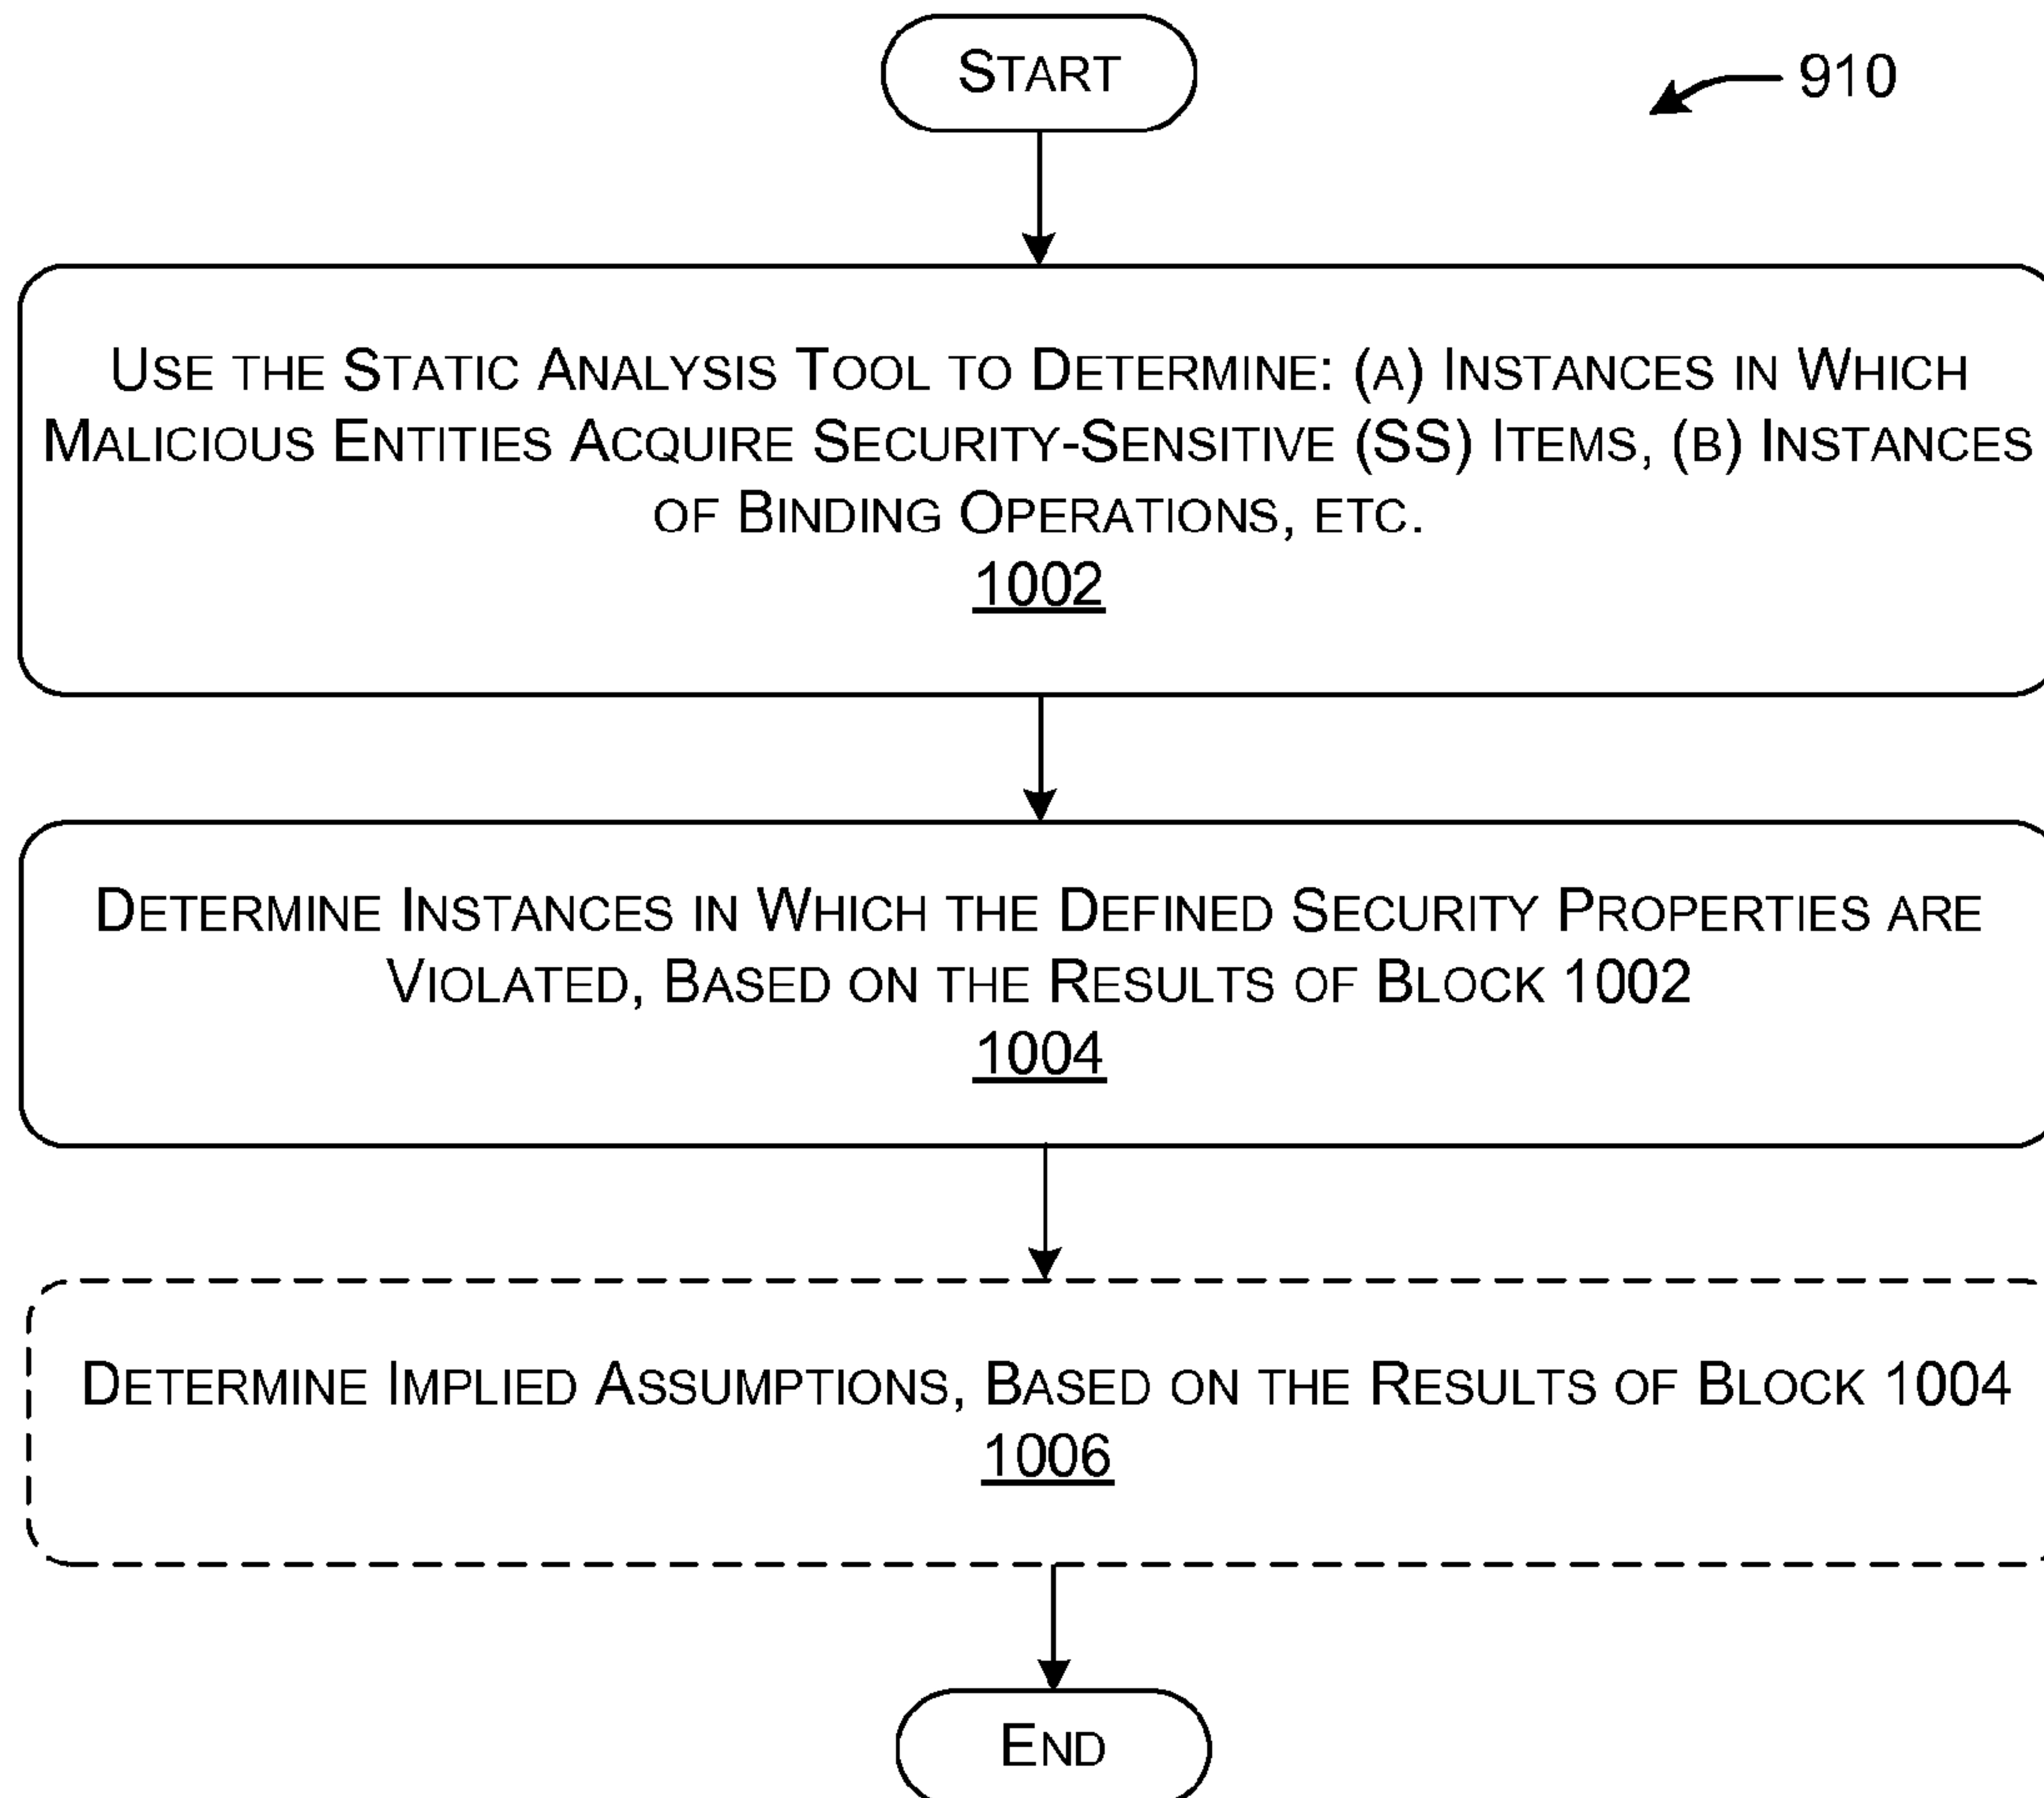 START
910
USE THE STATIC ANALYSIS TOOL TO DETERMINE: (A) INSTANCES IN WHICH
MALICIOUS ENTITIES ACQUIRE SECURITY-SENSITIVE (SS) ITEMS, (B) INSTANCES
OF BINDING OPERATIONS, ETC.
1002
DETERMINE INSTANCES IN WHICH THE DEFINED SECURITY PROPERTIES ARE
VIOLATED, BASED ON THE RESULTS OF BLOCK 1002
1004
DETERMINE IMPLIED ASSUMPTIONS, BASED ON THE RESULTS OF BLOCK 1004
1006
END